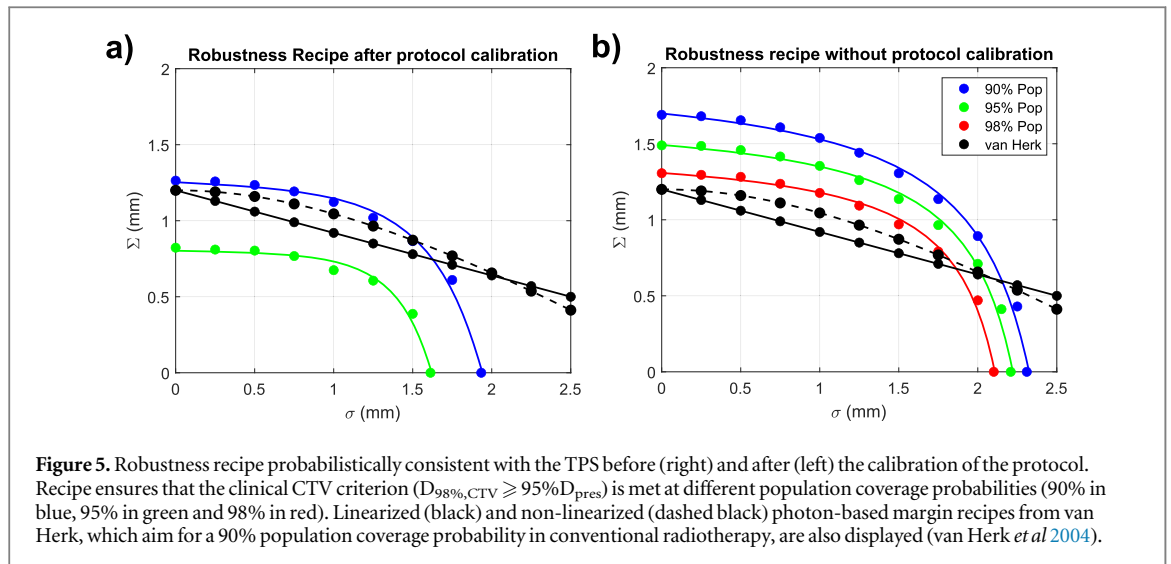 a)
Robustness Recipe after protocol calibration
2
1.5
1
0.5
0
Σ (mm)
0 0.5 1 1.5 2 2.5
σ (mm)
b)
Robustness recipe without protocol calibration
2
1.5
1
0.5
0
Σ (mm)
0 0.5 1 1.5 2 2.5
σ (mm)
90% Pop
95% Pop
98% Pop
van Herk
Figure 5. Robustness recipe probabilistically consistent with the TPS before (right) and after (left) the calibration of the protocol.
Recipe ensures that the clinical CTV criterion (D98%,CTV ⩾ 95%Dpres) is met at different population coverage probabilities (90% in
blue, 95% in green and 98% in red). Linearized (black) and non-linearized (dashed black) photon-based margin recipes from van
Herk, which aim for a 90% population coverage probability in conventional radiotherapy, are also displayed (van Herk et al 2004).